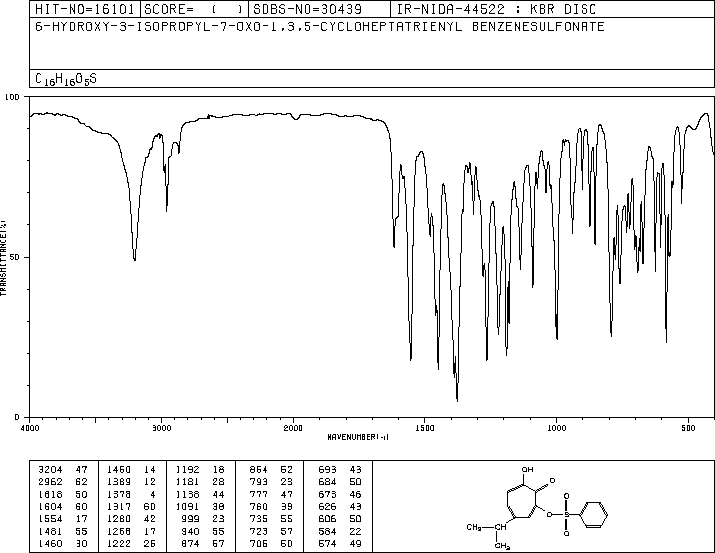 HIT-NO=16101 SCORE= ( ) SDBS-NO=30439 IR-NIDA-44522 : KBR DISC
6-HYDROXY-3-ISOPROPYL-7-OXO-1,3,5-CYCLOHEPTATRIENYL BENZENESULFONATE
C16H16O5S
100
TRANSMITTANCE(%)
50
0
4000 3000 2000 1500 1000 500
WAVENUMBER(-1)
3204 47 1450 14 1192 18 864 52 693 43
2962 62 1389 12 1181 28 793 23 684 50
1618 50 1378 4 1138 44 777 47 673 46
1604 60 1317 60 1091 38 760 39 626 43
1554 17 1280 42 999 23 735 55 606 50
1481 55 1268 17 940 55 723 57 584 22
1460 30 1222 25 874 57 706 50 574 49
OH
O
O
O
S
O
CH3
CH
CH3